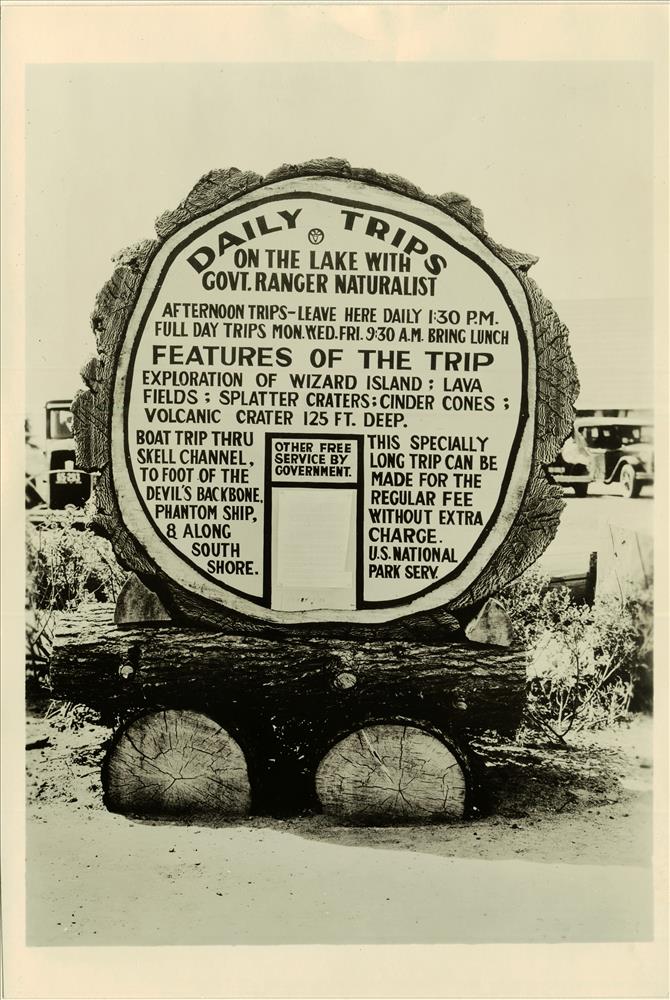 DAILY TRIPS
ON THE LAKE WITH
GOVT. RANGER NATURALIST
AFTERNOON TRIPS-LEAVE HERE DAILY 1:30 P.M.
FULL DAY TRIPS MON. WED. FRI. 9:30 A.M. BRING LUNCH
FEATURES OF THE TRIP
EXPLORATION OF WIZARD ISLAND; LAVA
FIELDS; SPLATTER CRATERS; CINDER CONES;
VOLCANIC CRATER 125 FT. DEEP.
BOAT TRIP THRU
SKELL CHANNEL,
TO FOOT OF THE
DEVIL'S BACKBONE,
PHANTOM SHIP,
& ALONG
SOUTH
SHORE.
OTHER FREE
SERVICE BY
GOVERNMENT.
THIS SPECIALLY
LONG TRIP CAN BE
MADE FOR THE
REGULAR FEE
WITHOUT EXTRA
CHARGE.
U.S. NATIONAL
PARK SERV.